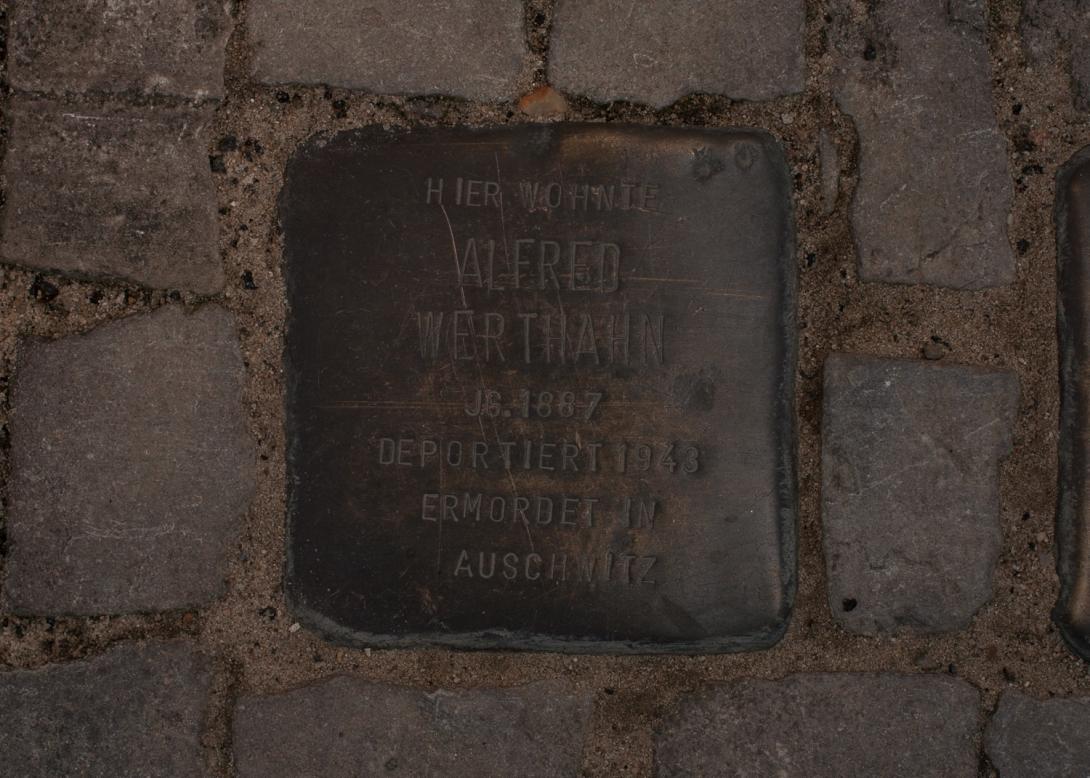 HIER WOHNTE
ALFRED
WERTHAHN
JG. 1887
DEPORTIERT 1943
ERMORDET IN
AUSCHWITZ